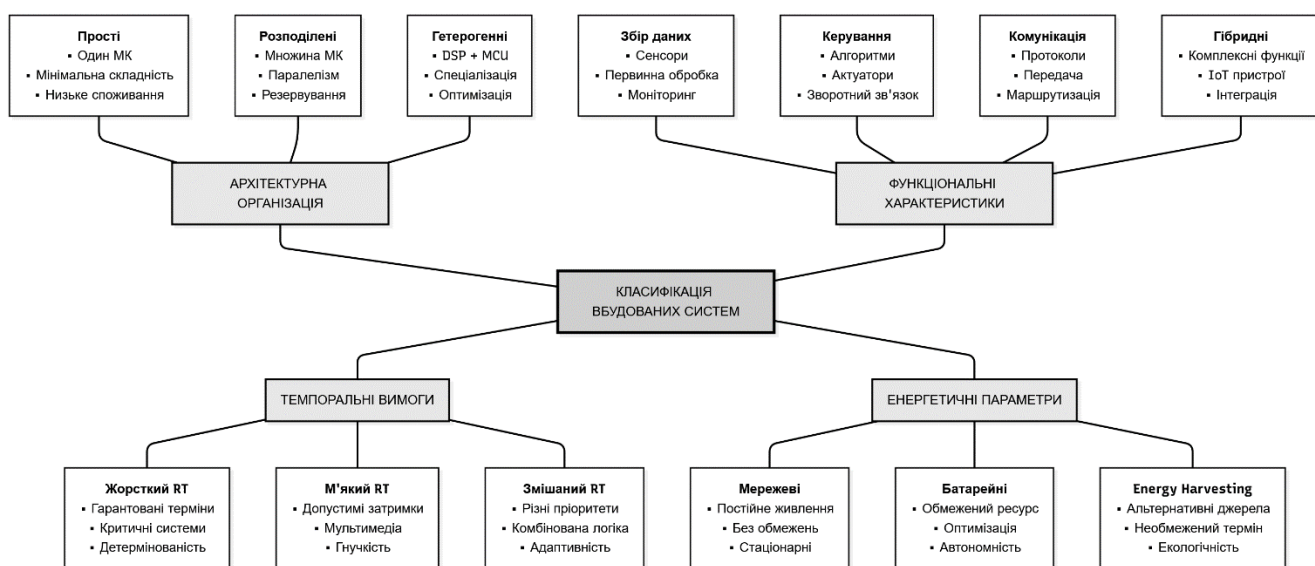 Прості
▪ Один МК
▪ Мінімальна складність
▪ Низьке споживання
Розподілені
▪ Множина МК
▪ Паралелізм
▪ Резервування
Гетерогенні
▪ DSP + MCU
▪ Спеціалізація
▪ Оптимізація
Збір даних
▪ Сенсори
▪ Первинна обробка
▪ Моніторинг
Керування
▪ Алгоритми
▪ Актуатори
▪ Зворотний зв'язок
Комунікація
▪ Протоколи
▪ Передача
▪ Маршрутизація
Гібридні
▪ Комплексні функції
▪ IoT пристрої
▪ Інтеграція
АРХІТЕКТУРНА
ОРГАНІЗАЦІЯ
ФУНКЦІОНАЛЬНІ
ХАРАКТЕРИСТИКИ
КЛАСИФІКАЦІЯ
ВБУДОВАНИХ СИСТЕМ
ТЕМПОРАЛЬНІ ВИМОГИ
ЕНЕРГЕТИЧНІ ПАРАМЕТРИ
Жорсткий RT
▪ Гарантовані терміни
▪ Критичні системи
▪ Детермінованість
М'який RT
▪ Допустимі затримки
▪ Мультимедіа
▪ Гнучкість
Змішаний RT
▪ Різні пріоритети
▪ Комбінована логіка
▪ Адаптивність
Мережеві
▪ Постійне живлення
▪ Без обмежень
▪ Стаціонарні
Батарейні
▪ Обмежений ресурс
▪ Оптимізація
▪ Автономність
Energy Harvesting
▪ Альтернативні джерела
▪ Необмежений термін
▪ Екологічність